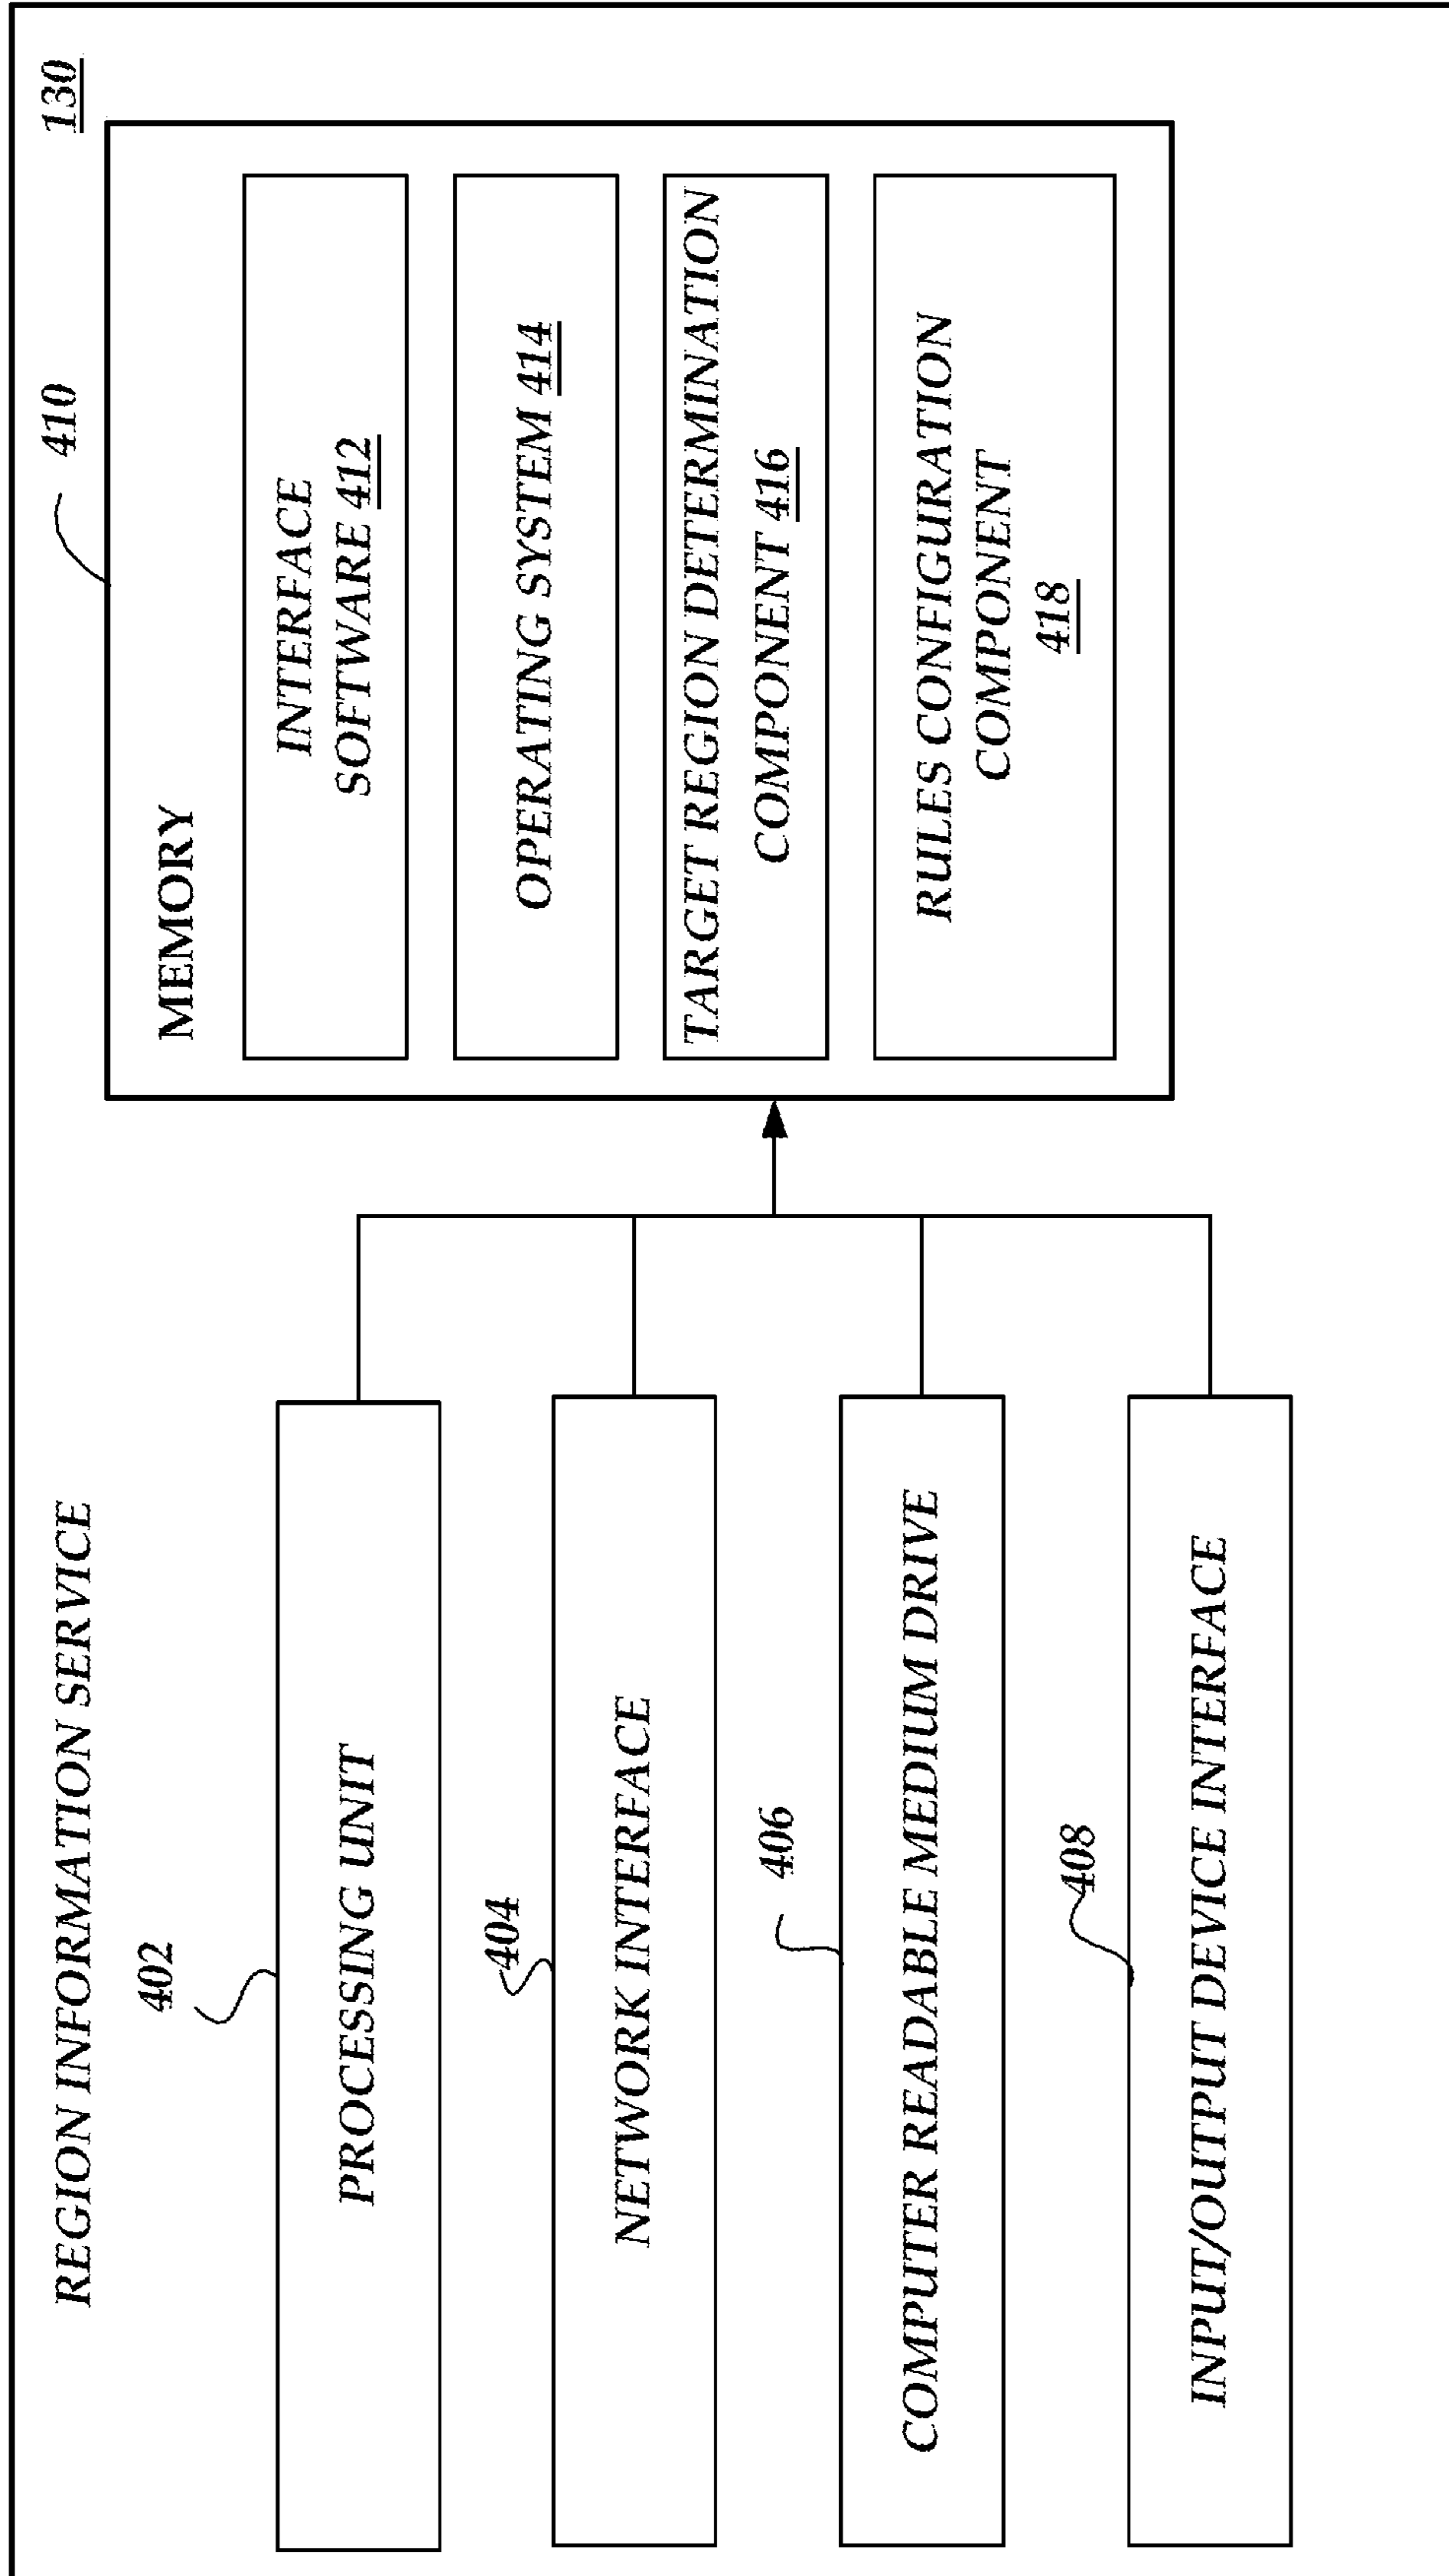 REGION INFORMATION SERVICE
130
402
PROCESSING UNIT
404
NETWORK INTERFACE
406
COMPUTER READABLE MEDIUM DRIVE
408
INPUT/OUTPUT DEVICE INTERFACE
410
MEMORY
INTERFACE
SOFTWARE 412
OPERATING SYSTEM 414
TARGET REGION DETERMINATION
COMPONENT 416
RULES CONFIGURATION
COMPONENT
418